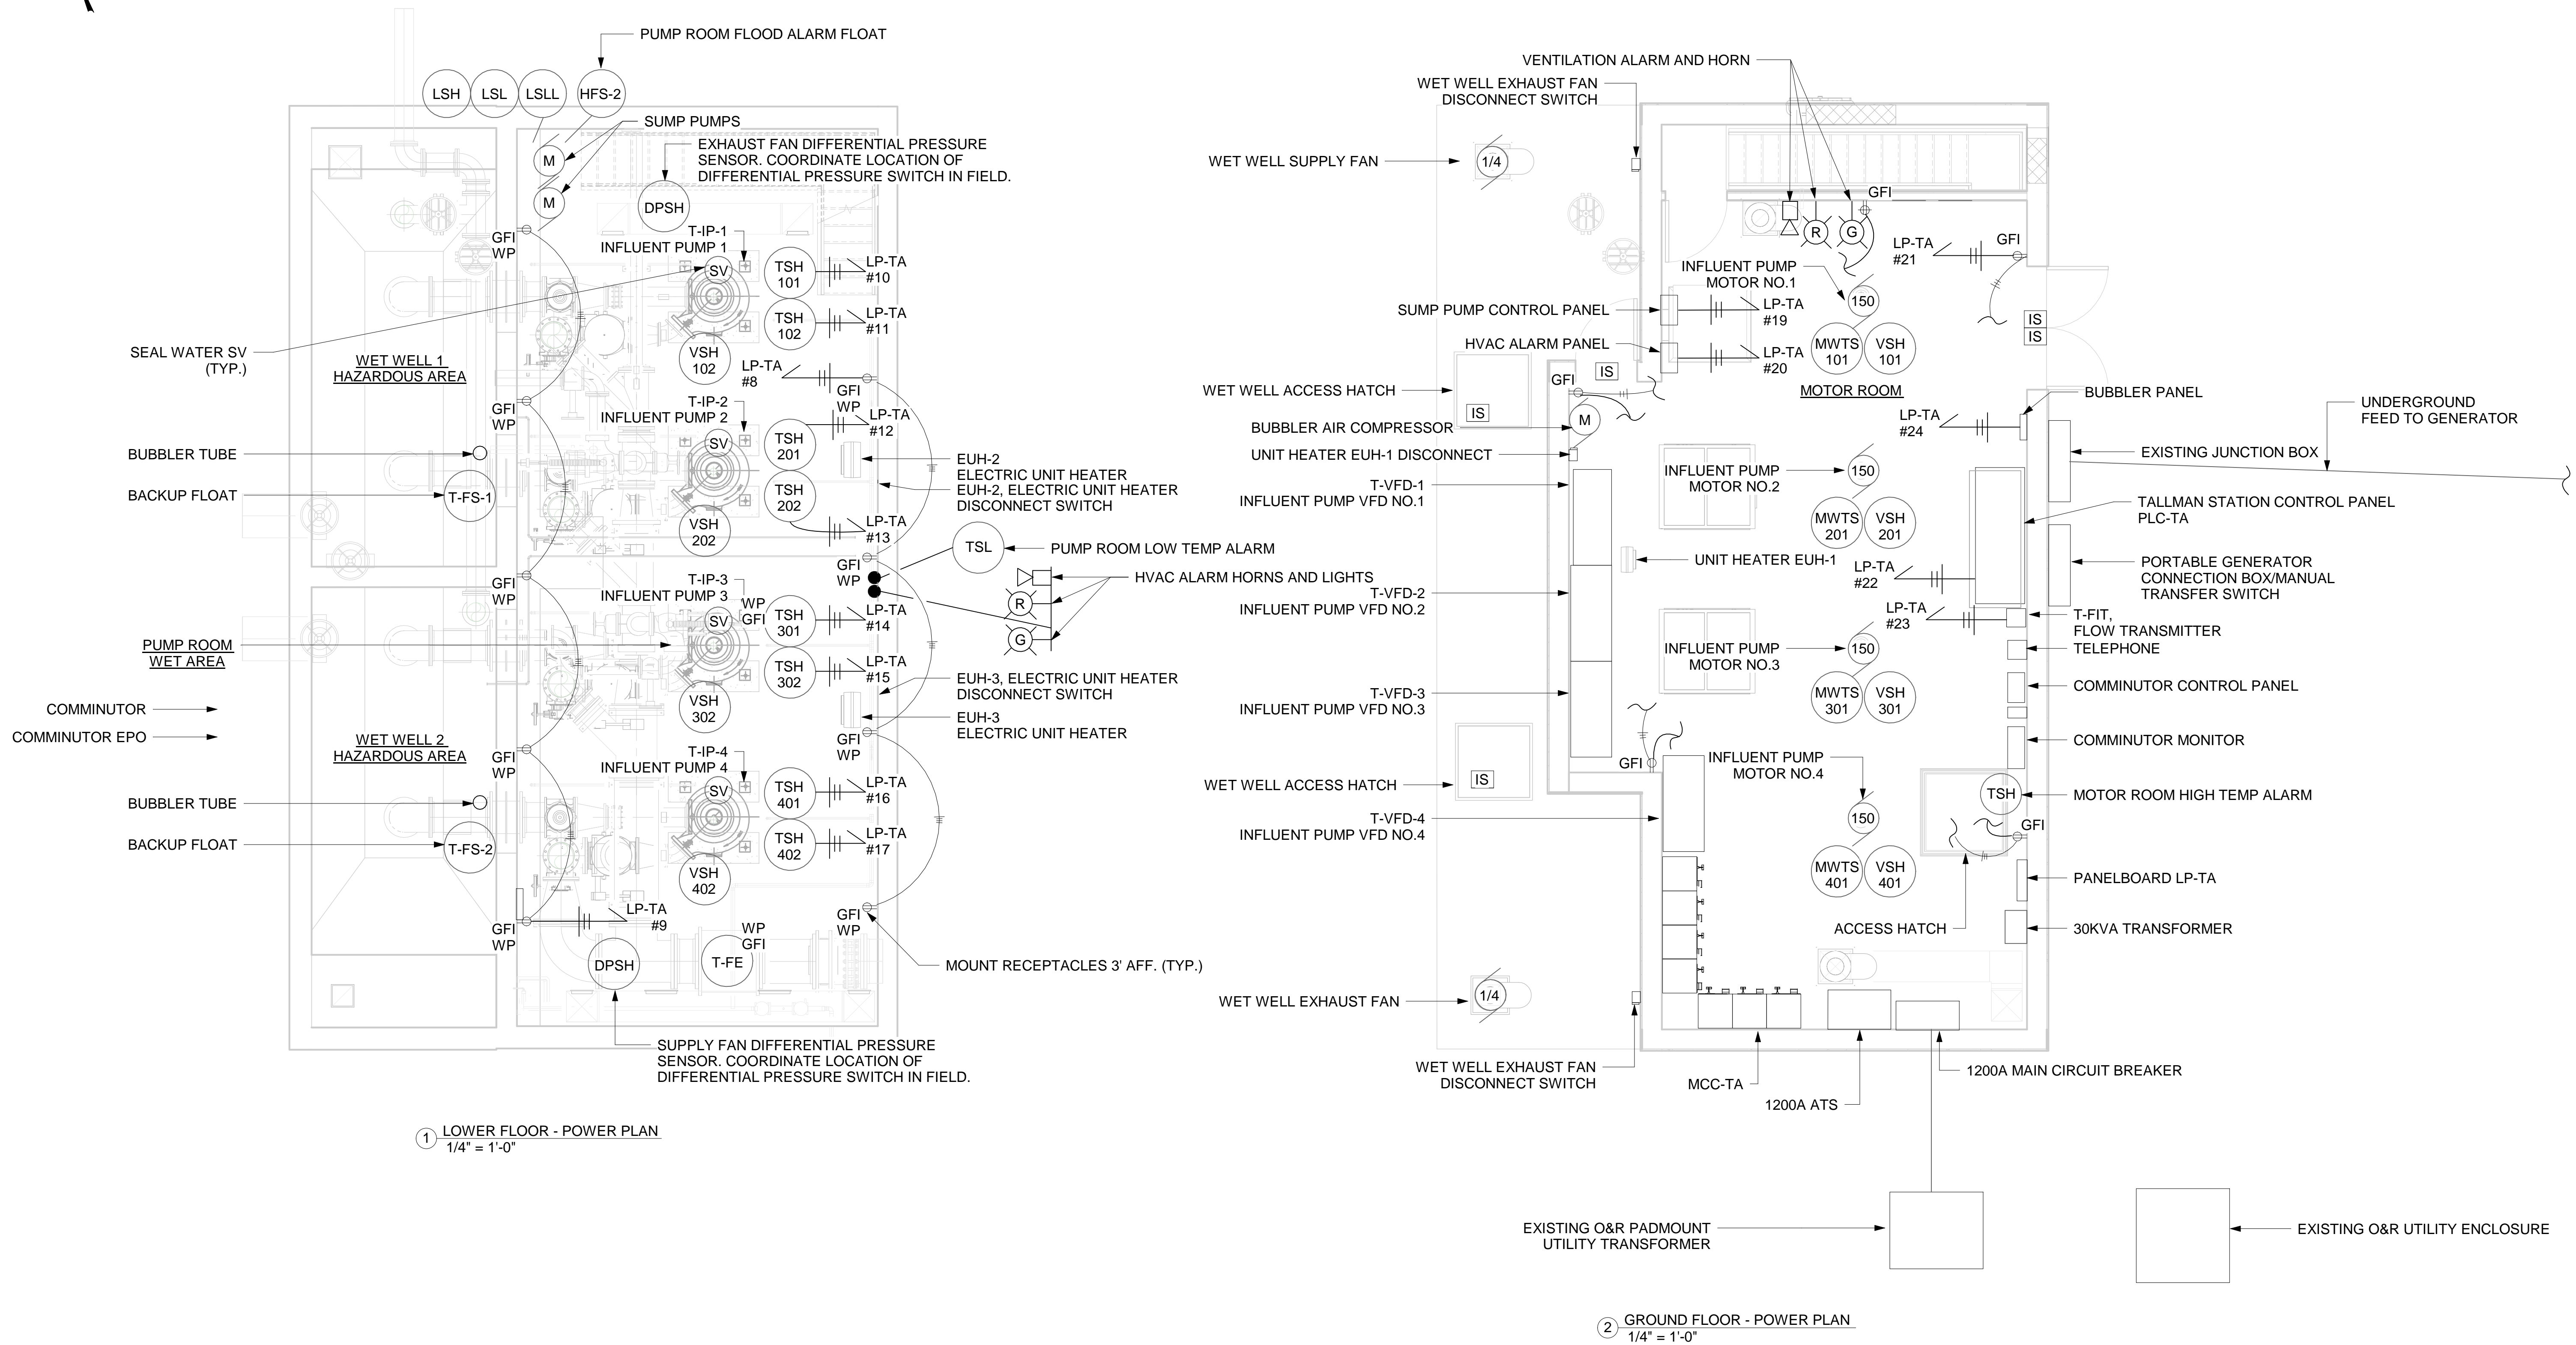 PUMP ROOM FLOOD ALARM FLOAT
LSH
LSL
LSLL
HFS-2
SUMP PUMPS
M
M
EXHAUST FAN DIFFERENTIAL PRESSURE
SENSOR. COORDINATE LOCATION OF
DIFFERENTIAL PRESSURE SWITCH IN FIELD.
DPSH
GFI
WP
T-IP-1
INFLUENT PUMP 1
SV
TSH
101
LP-TA
#10
TSH
102
LP-TA
#11
VSH
102
SEAL WATER SV
(TYP.)
WET WELL 1
HAZARDOUS AREA
LP-TA
#8
GFI
WP
GFI
WP
T-IP-2
INFLUENT PUMP 2
SV
TSH
201
LP-TA
#12
BUBBLER TUBE
EUH-2
ELECTRIC UNIT HEATER
EUH-2, ELECTRIC UNIT HEATER
DISCONNECT SWITCH
BACKUP FLOAT
T-FS-1
TSH
202
LP-TA
#13
VSH
202
TSL
PUMP ROOM LOW TEMP ALARM
GFI
WP
GFI
WP
HVAC ALARM HORNS AND LIGHTS
R
G
T-IP-3
INFLUENT PUMP 3
WP
GFI
SV
TSH
301
LP-TA
#14
PUMP ROOM
WET AREA
TSH
302
LP-TA
#15
VSH
302
EUH-3, ELECTRIC UNIT HEATER
DISCONNECT SWITCH
EUH-3
ELECTRIC UNIT HEATER
COMMINUTOR
COMMINUTOR EPO
WET WELL 2
HAZARDOUS AREA
GFI
WP
GFI
WP
T-IP-4
INFLUENT PUMP 4
SV
TSH
401
LP-TA
#16
BUBBLER TUBE
BACKUP FLOAT
T-FS-2
TSH
402
LP-TA
#17
VSH
402
LP-TA
#9
GFI
WP
GFI
WP
WP
GFI
DPSH
T-FE
MOUNT RECEPTACLES 3' AFF. (TYP.)
SUPPLY FAN DIFFERENTIAL PRESSURE
SENSOR. COORDINATE LOCATION OF
DIFFERENTIAL PRESSURE SWITCH IN FIELD.
1 LOWER FLOOR - POWER PLAN
1/4" = 1'-0"
VENTILATION ALARM AND HORN
WET WELL EXHAUST FAN
DISCONNECT SWITCH
WET WELL SUPPLY FAN
1/4
GFI
R
G
LP-TA
#21
GFI
INFLUENT PUMP
MOTOR NO.1
150
SUMP PUMP CONTROL PANEL
LP-TA
#19
IS
IS
HVAC ALARM PANEL
LP-TA
#20
MWTS
101
VSH
101
MOTOR ROOM
WET WELL ACCESS HATCH
IS
GFI
IS
BUBBLER PANEL
UNDERGROUND
FEED TO GENERATOR
LP-TA
#24
BUBBLER AIR COMPRESSOR
M
UNIT HEATER EUH-1 DISCONNECT
EXISTING JUNCTION BOX
INFLUENT PUMP
MOTOR NO.2
150
T-VFD-1
INFLUENT PUMP VFD NO.1
TALLMAN STATION CONTROL PANEL
PLC-TA
MWTS
201
VSH
201
UNIT HEATER EUH-1
LP-TA
#22
PORTABLE GENERATOR
CONNECTION BOX/MANUAL
TRANSFER SWITCH
T-VFD-2
INFLUENT PUMP VFD NO.2
LP-TA
#23
T-FIT,
FLOW TRANSMITTER
TELEPHONE
INFLUENT PUMP
MOTOR NO.3
150
T-VFD-3
INFLUENT PUMP VFD NO.3
MWTS
301
VSH
301
COMMINUTOR CONTROL PANEL
COMMINUTOR MONITOR
GFI
INFLUENT PUMP
MOTOR NO.4
150
WET WELL ACCESS HATCH
IS
TSH
MOTOR ROOM HIGH TEMP ALARM
T-VFD-4
INFLUENT PUMP VFD NO.4
GFI
MWTS
401
VSH
401
PANELBOARD LP-TA
ACCESS HATCH
30KVA TRANSFORMER
WET WELL EXHAUST FAN
1/4
WET WELL EXHAUST FAN
DISCONNECT SWITCH
MCC-TA
1200A ATS
1200A MAIN CIRCUIT BREAKER
EXISTING O&R PADMOUNT
UTILITY TRANSFORMER
EXISTING O&R UTILITY ENCLOSURE
2 GROUND FLOOR - POWER PLAN
1/4" = 1'-0"